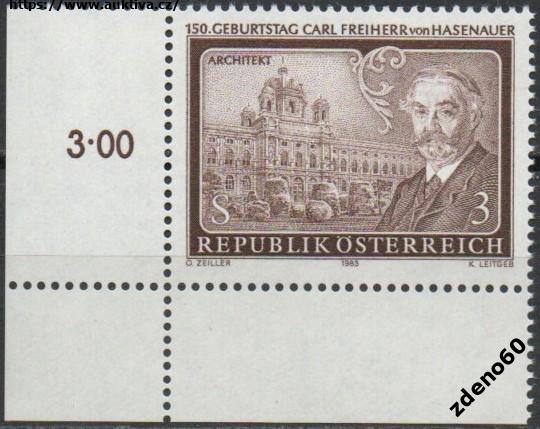 https://www.auktiva.cz/
150. GEBURTSTAG CARL FREIHERR von HASENAUER
ARCHITEKT
3·00
S 3
REPUBLIK ÖSTERREICH
O. ZEILLER 1983 K. LEITGEB
zdeno60